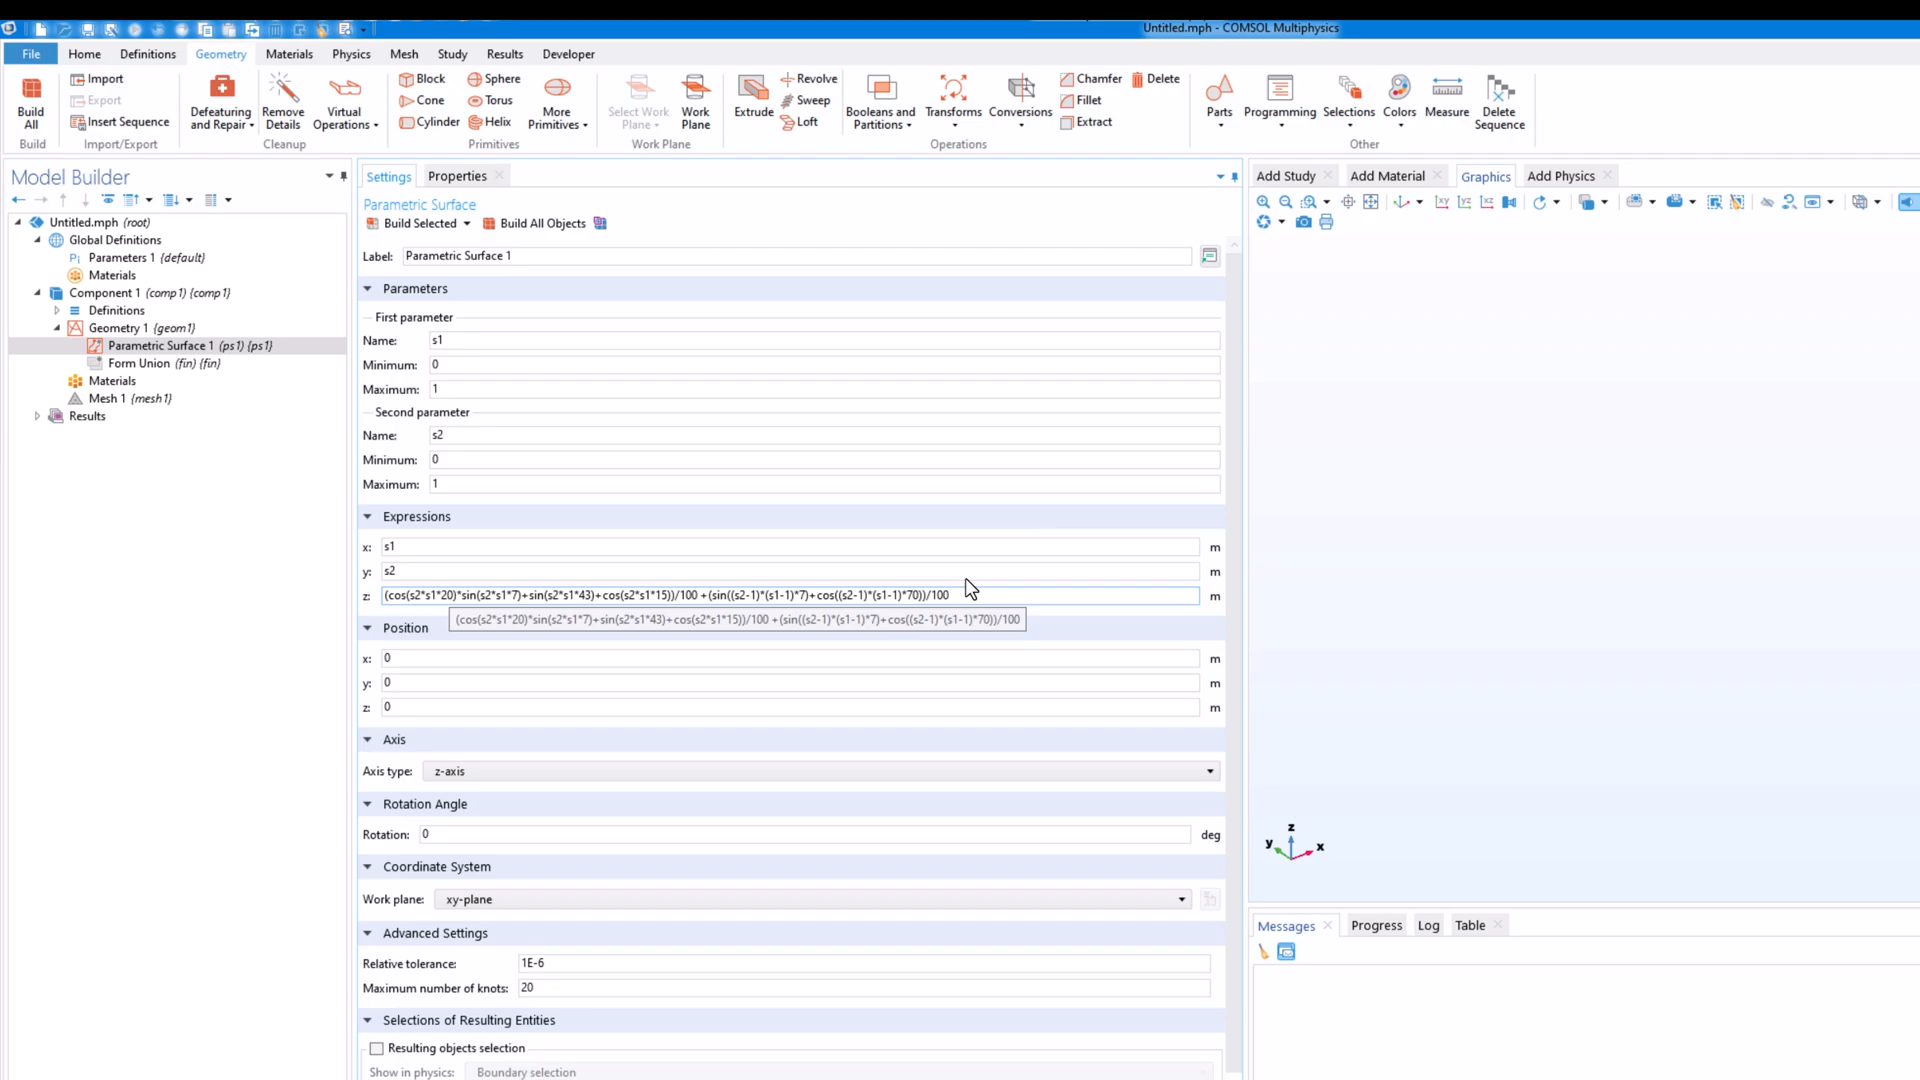 Untitled.mph - COMSOL Multiphysics
File Home Definitions Geometry Materials Physics Mesh Study Results Developer
Build All
Import
Export
Insert Sequence
Defeaturing and Repair
Remove Details
Virtual Operations
Block
Cone
Cylinder
Sphere
Torus
Helix
More Primitives
Select Work Plane
Work Plane
Extrude
Revolve
Sweep
Loft
Booleans and Partitions
Transforms
Conversions
Chamfer
Fillet
Extract
Delete
Parts
Programming
Selections
Colors
Measure
Delete Sequence
Build Import/Export Cleanup Primitives Work Plane Operations Other
Model Builder
Untitled.mph (root)
Global Definitions
Pi Parameters 1 {default}
Materials
Component 1 (comp1) {comp1}
Definitions
Geometry 1 {geom1}
Parametric Surface 1 (ps1) {ps1}
Form Union (fin) {fin}
Materials
Mesh 1 {mesh1}
Results
Settings Properties
Parametric Surface
Build Selected Build All Objects
Label: Parametric Surface 1
Parameters
First parameter
Name: s1
Minimum: 0
Maximum: 1
Second parameter
Name: s2
Minimum: 0
Maximum: 1
Expressions
x: s1 m
y: s2 m
z: (cos(s2*s1*20)*sin(s2*s1*7)+sin(s2*s1*43)+cos(s2*s1*15))/100 +(sin((s2-1)*(s1-1)*7)+cos((s2-1)*(s1-1)*70))/100 m
(cos(s2*s1*20)*sin(s2*s1*7)+sin(s2*s1*43)+cos(s2*s1*15))/100 +(sin((s2-1)*(s1-1)*7)+cos((s2-1)*(s1-1)*70))/100
Position
x: 0 m
y: 0 m
z: 0 m
Axis
Axis type: z-axis
Rotation Angle
Rotation: 0 deg
Coordinate System
Work plane: xy-plane
Advanced Settings
Relative tolerance: 1E-6
Maximum number of knots: 20
Selections of Resulting Entities
Resulting objects selection
Show in physics: Boundary selection
Add Study Add Material Graphics Add Physics
xy yz xz
z
y x
Messages Progress Log Table